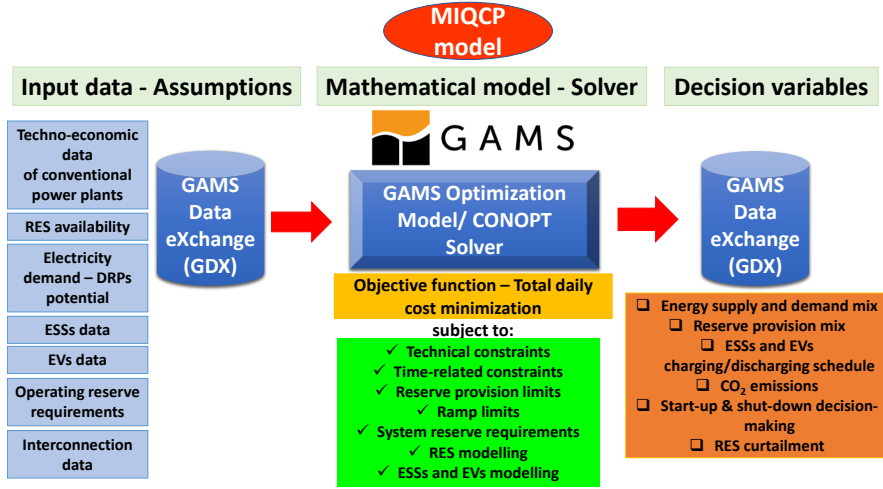 MIQCP
model
Input data - Assumptions
Mathematical model - Solver
Decision variables
Techno-economic
data
of conventional
power plants
RES availability
Electricity
demand – DRPs
potential
ESSs data
EVs data
Operating reserve
requirements
Interconnection
data
GAMS
Data
eXchange
(GDX)
GAMS
GAMS Optimization
Model/ CONOPT
Solver
Objective function – Total daily
cost minimization
subject to:
✓ Technical constraints
✓ Time-related constraints
✓ Reserve provision limits
✓ Ramp limits
✓ System reserve requirements
✓ RES modelling
✓ ESSs and EVs modelling
GAMS
Data
eXchange
(GDX)
❑ Energy supply and demand mix
❑ Reserve provision mix
❑ ESSs and EVs
charging/discharging schedule
❑ CO₂ emissions
❑ Start-up & shut-down decision-
making
❑ RES curtailment